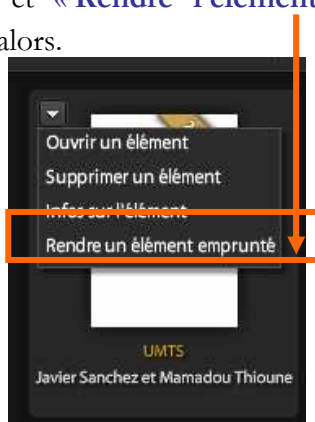 et « Rendre l'élément
alors.
Ouvrir un élément
Supprimer un élément
Infos sur l'élément
Rendre un élément emprunté
UMTS
Javier Sanchez et Mamadou Thioune